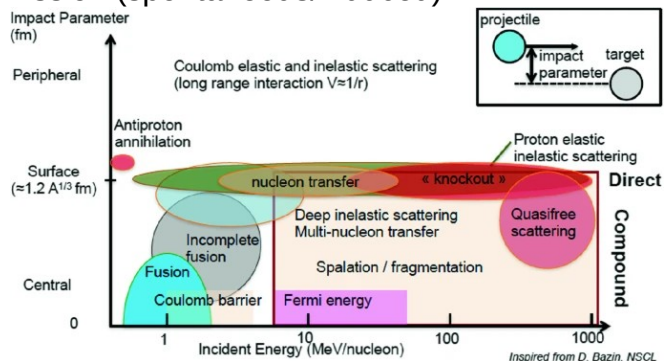 Impact Parameter
(fm)
projectile
target
impact
parameter
Peripheral
Coulomb elastic and inelastic scattering
(long range interaction V≈1/r)
Antiproton
annihilation
Proton elastic
inelastic scattering
Surface
(≈1.2 A1/3 fm)
nucleon transfer
« knockout »
Direct
Deep inelastic scattering
Multi-nucleon transfer
Quasifree
scattering
Incomplete
fusion
Compound
Spalation / fragmentation
Fusion
Central
Coulomb barrier
Fermi energy
0
1
10
100
1000
Incident Energy (MeV/nucleon)
Inspired from D. Bazin, NSCL